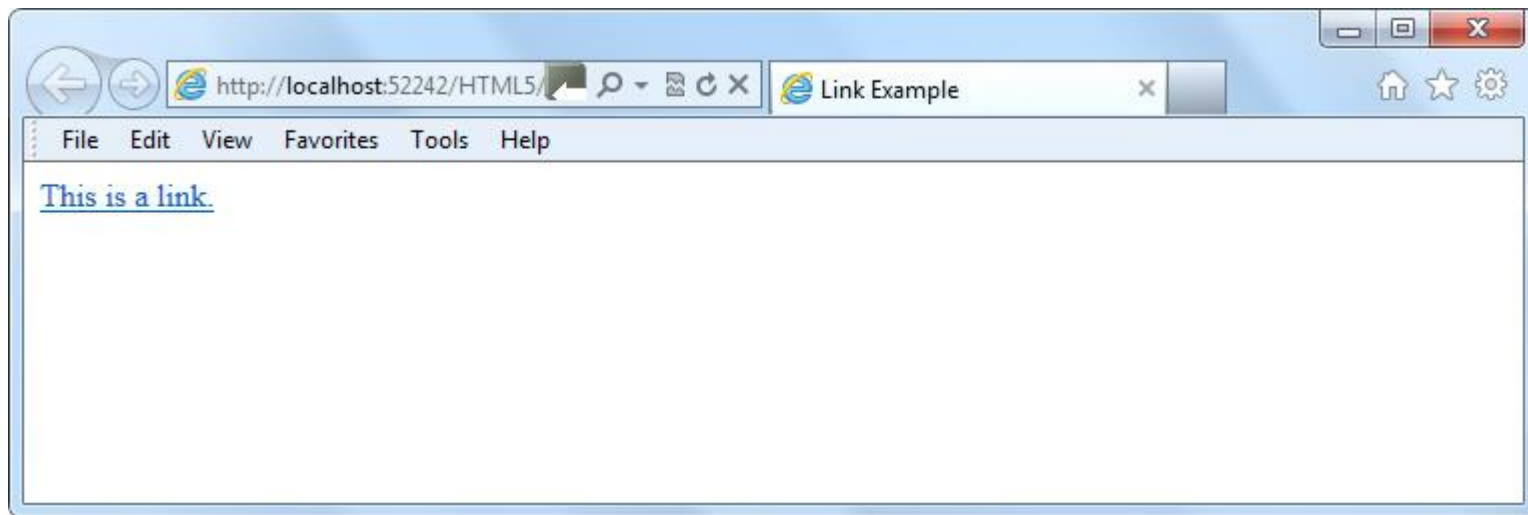 http://localhost:52242/HTML5/
Link Example
File Edit View Favorites Tools Help
This is a link.